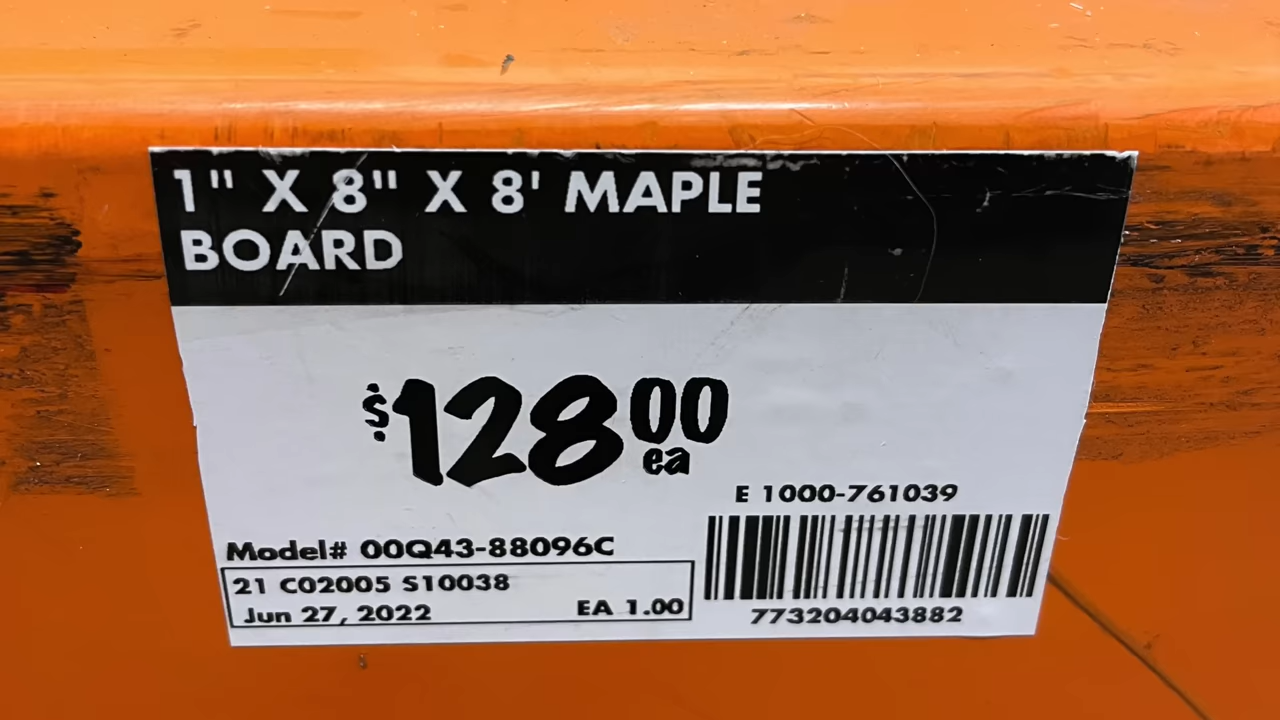 1" X 8" X 8' MAPLE
BOARD
$128 00
ea
E 1000-761039
Model# 00Q43-88096C
21 C02005 S10038
Jun 27, 2022 EA 1.00
773204043882